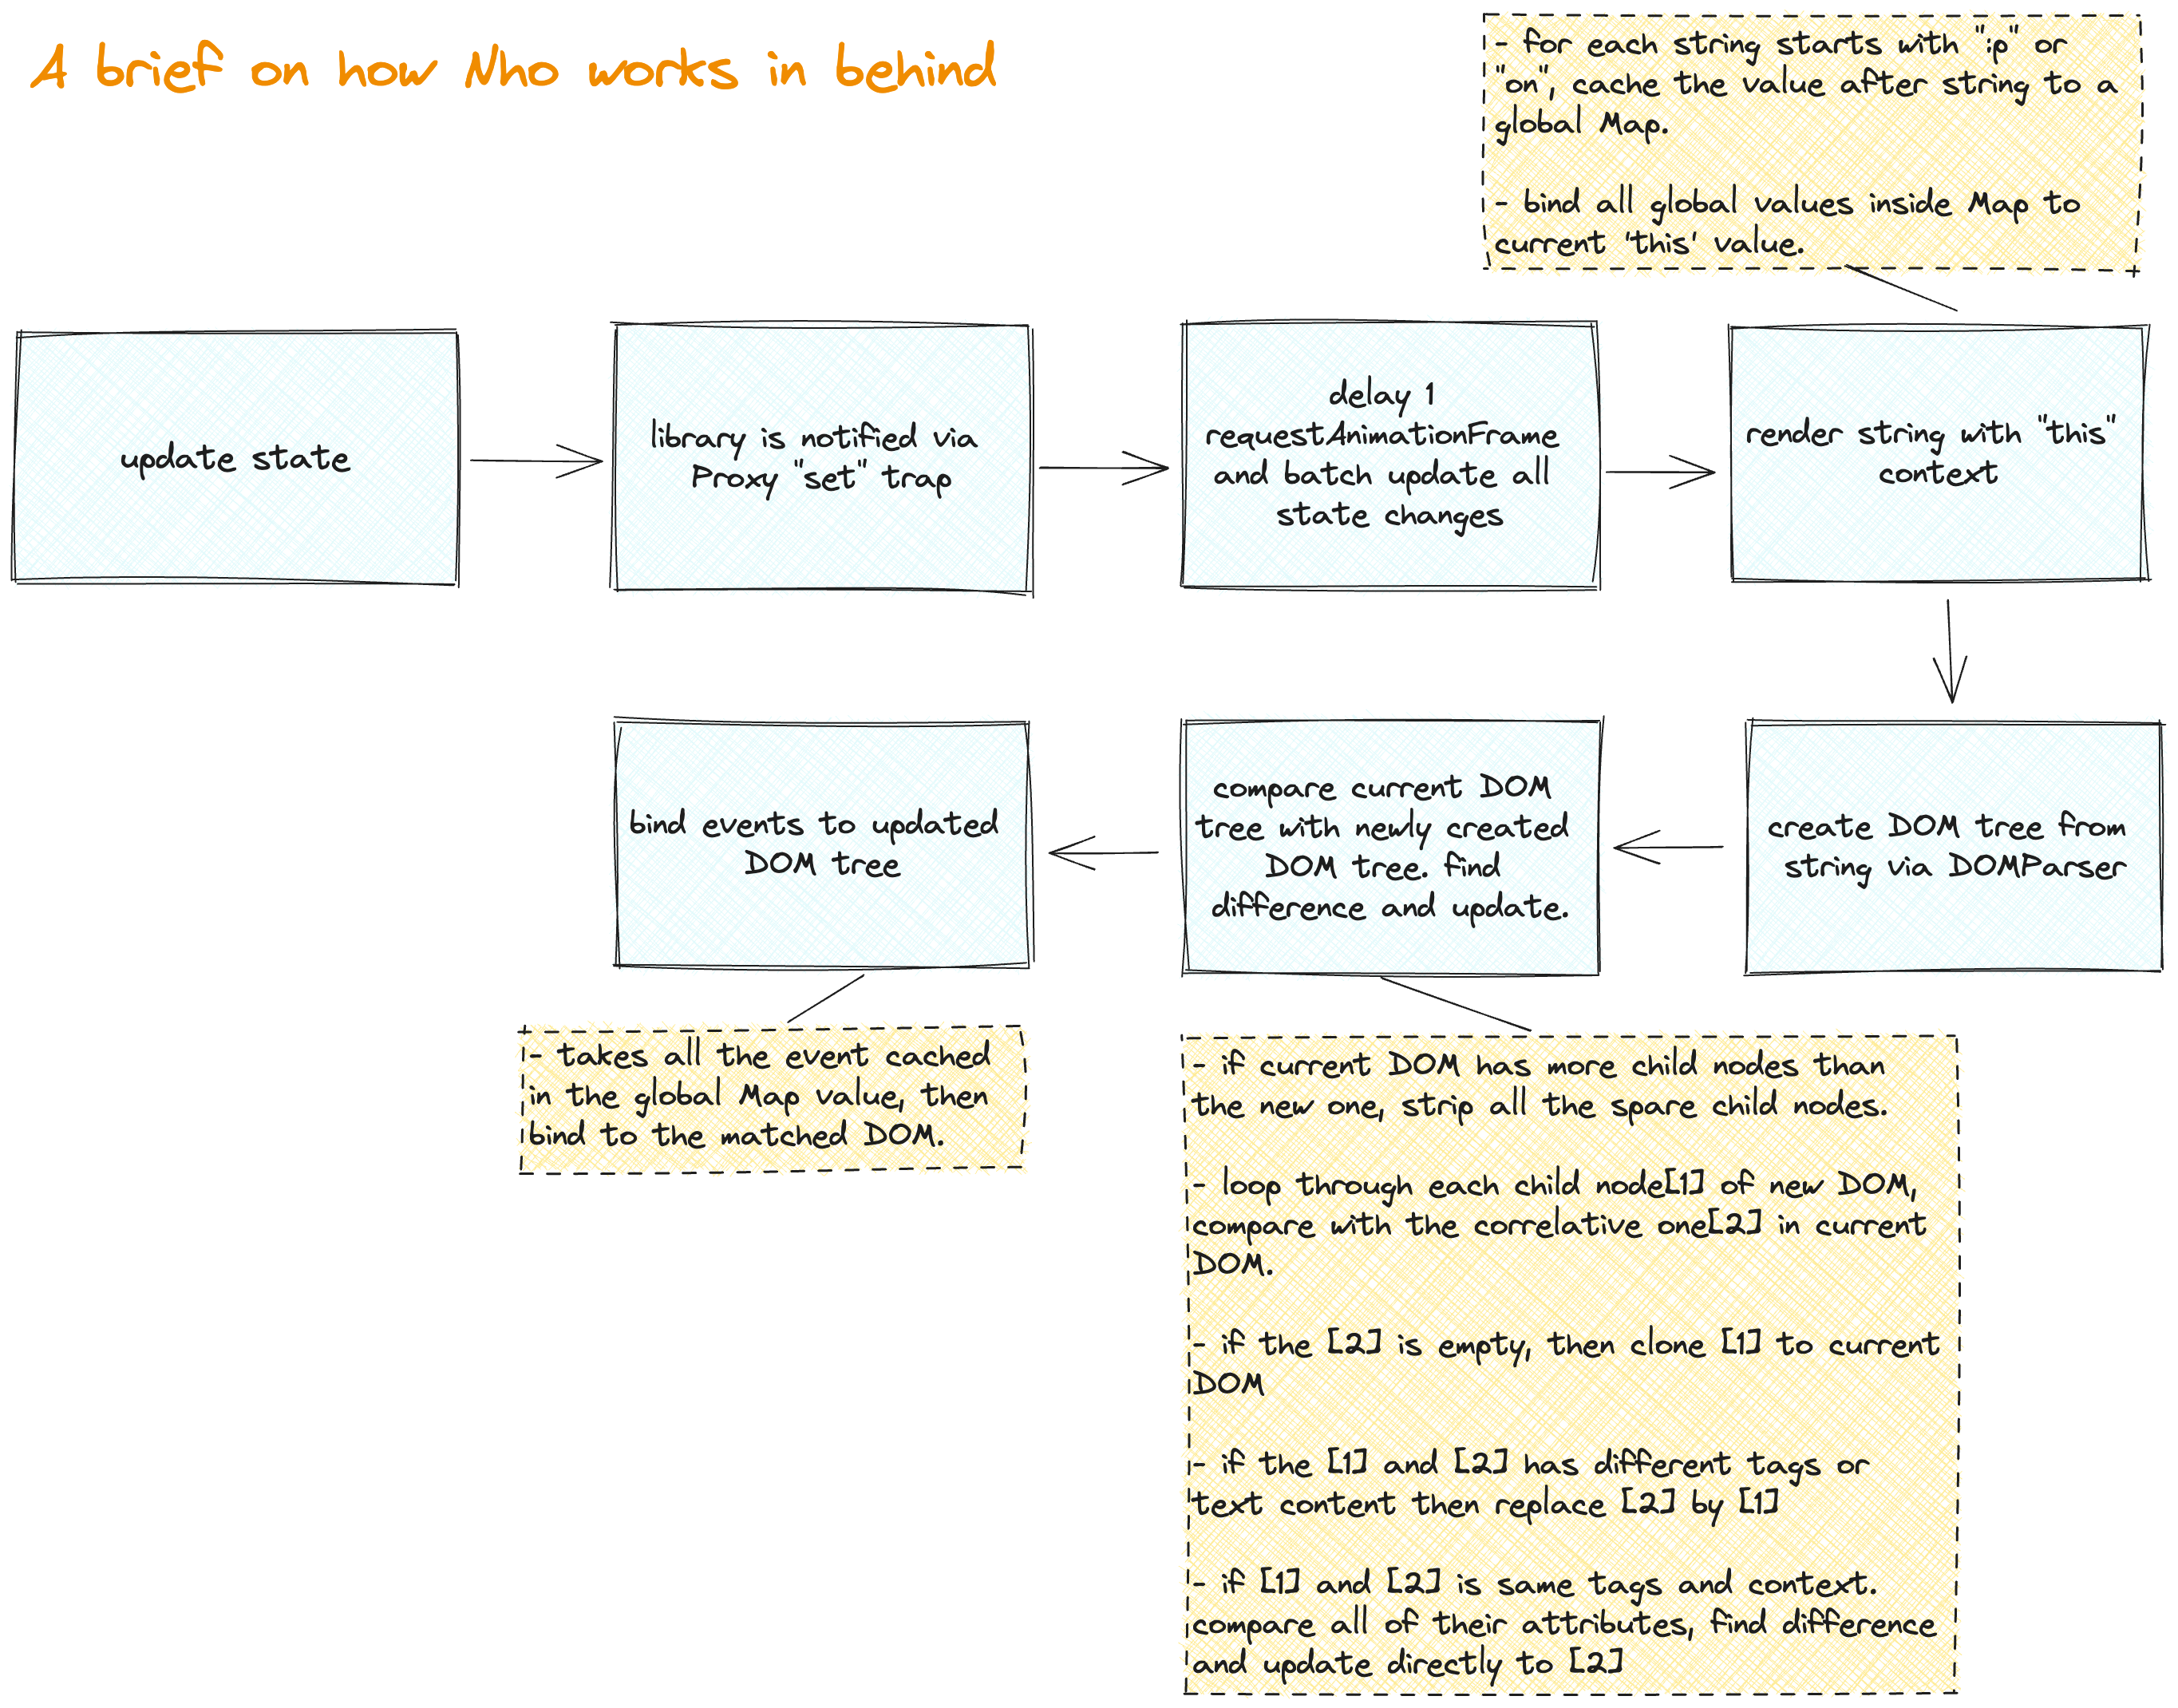 A brief on how Nho works in behind
- for each string starts with ":p" or
"on", cache the value after string to a
global Map.
- bind all global values inside Map to
current 'this' value.
update state
library is notified via
Proxy "set" trap
delay 1
requestAnimationFrame
and batch update all
state changes
render string with "this"
context
create DOM tree from
string via DOMParser
compare current DOM
tree with newly created
DOM tree. find
difference and update.
bind events to updated
DOM tree
- takes all the event cached
in the global Map value, then
bind to the matched DOM.
- if current DOM has more child nodes than
the new one, strip all the spare child nodes.
- loop through each child node[1] of new DOM,
compare with the correlative one[2] in current
DOM.
- if the [2] is empty, then clone [1] to current
DOM
- if the [1] and [2] has different tags or
text content then replace [2] by [1]
- if [1] and [2] is same tags and context.
compare all of their attributes, find difference
and update directly to [2]